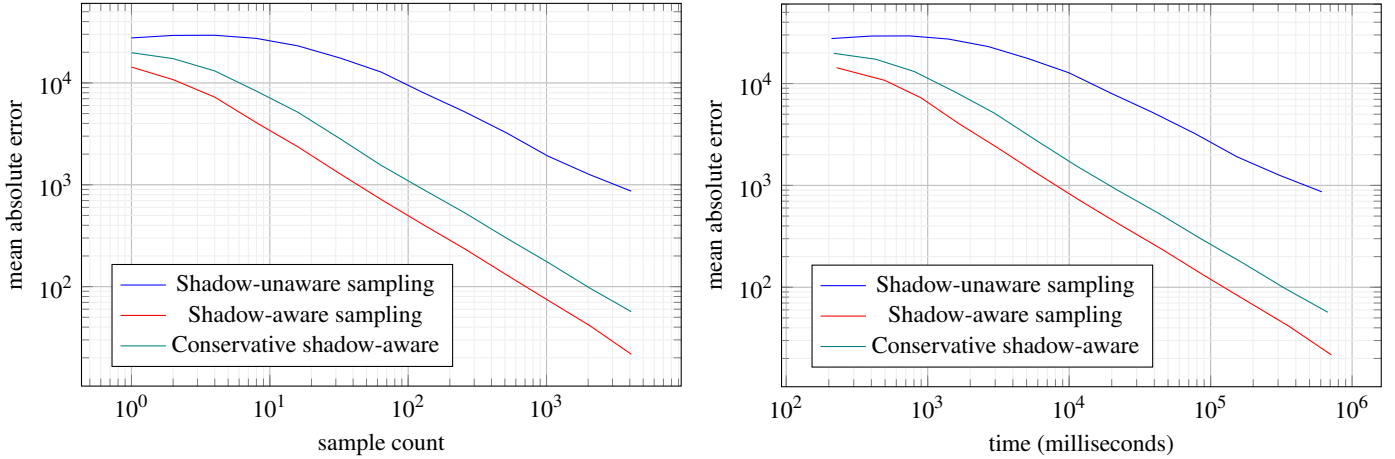 mean absolute error
10^4
10^3
10^2
Shadow-unaware sampling
Shadow-aware sampling
Conservative shadow-aware
10^0 10^1 10^2 10^3
sample count
mean absolute error
10^4
10^3
10^2
Shadow-unaware sampling
Shadow-aware sampling
Conservative shadow-aware
10^2 10^3 10^4 10^5 10^6
time (milliseconds)